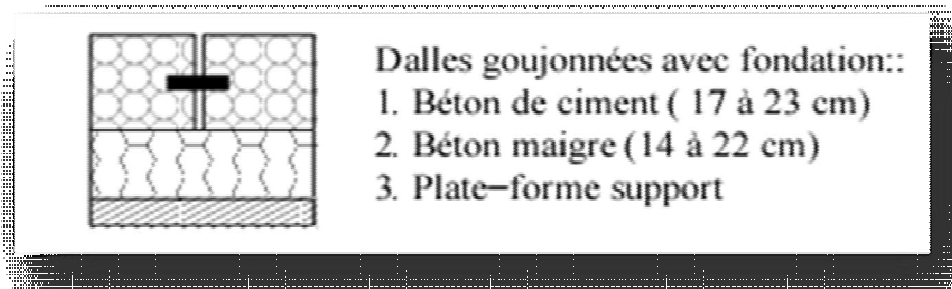 Dalles goujonnées avec fondation::
1. Béton de ciment ( 17 à 23 cm)
2. Béton maigre (14 à 22 cm)
3. Plate-forme support